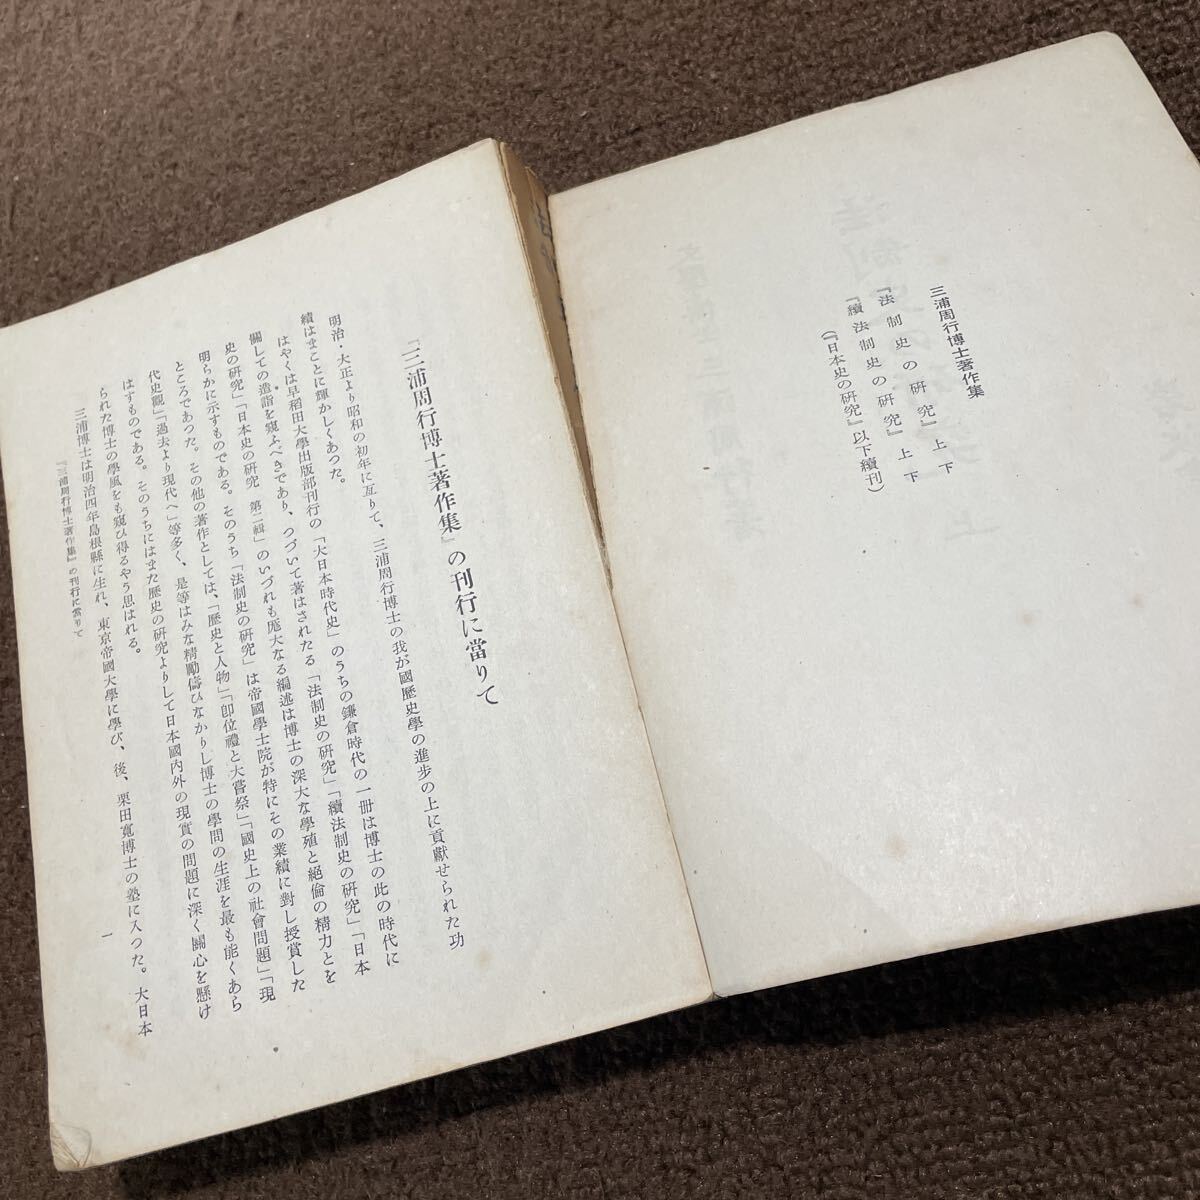 三浦周行博士著作集
『法制史の研究』上下
『續法制史の研究』上下
(『日本史の研究』以下續刊)
『三浦周行博士著作集』の刊行に當りて
明治・大正より昭和の初年に亙りて、三浦周行博士の我が國歷史學の進步の上に貢獻せられた功
績はまことに輝かしくあつた。
はやくは早稻田大學出版部刊行の「大日本時代史」のうちの鎌倉時代の一册は博士の此の時代に
關しての造詣を窺ふべきであり、つづいて著はされたる「法制史の硏究」「續法制史の硏究」「日本
史の硏究」「日本史の硏究 第二輯」のいづれも厖大なる編述は博士の深大な學殖と絕倫の精力とを
明らかに示すものである。そのうち「法制史の硏究」は帝國學士院が特にその業績に對し授賞した
ところであつた。その他の著作としては、「歷史と人物」「卽位禮と大嘗祭」「國史上の社會問題」「現
代史觀」「過去より現代へ」等多く、是等はみな精勵儔ひなかりし博士の學問の生涯を最も能くあら
はすものである。そのうちにはまた歷史の硏究よりして日本國內外の現實の問題に深く關心を懸け
られた博士の學風をも窺ひ得るやう思はれる。
三浦博士は明治四年島根縣に生れ、東京帝國大學に學び、後、栗田寬博士の塾に入つた。大日本
『三浦周行博士著作集』の刊行に當りて
一